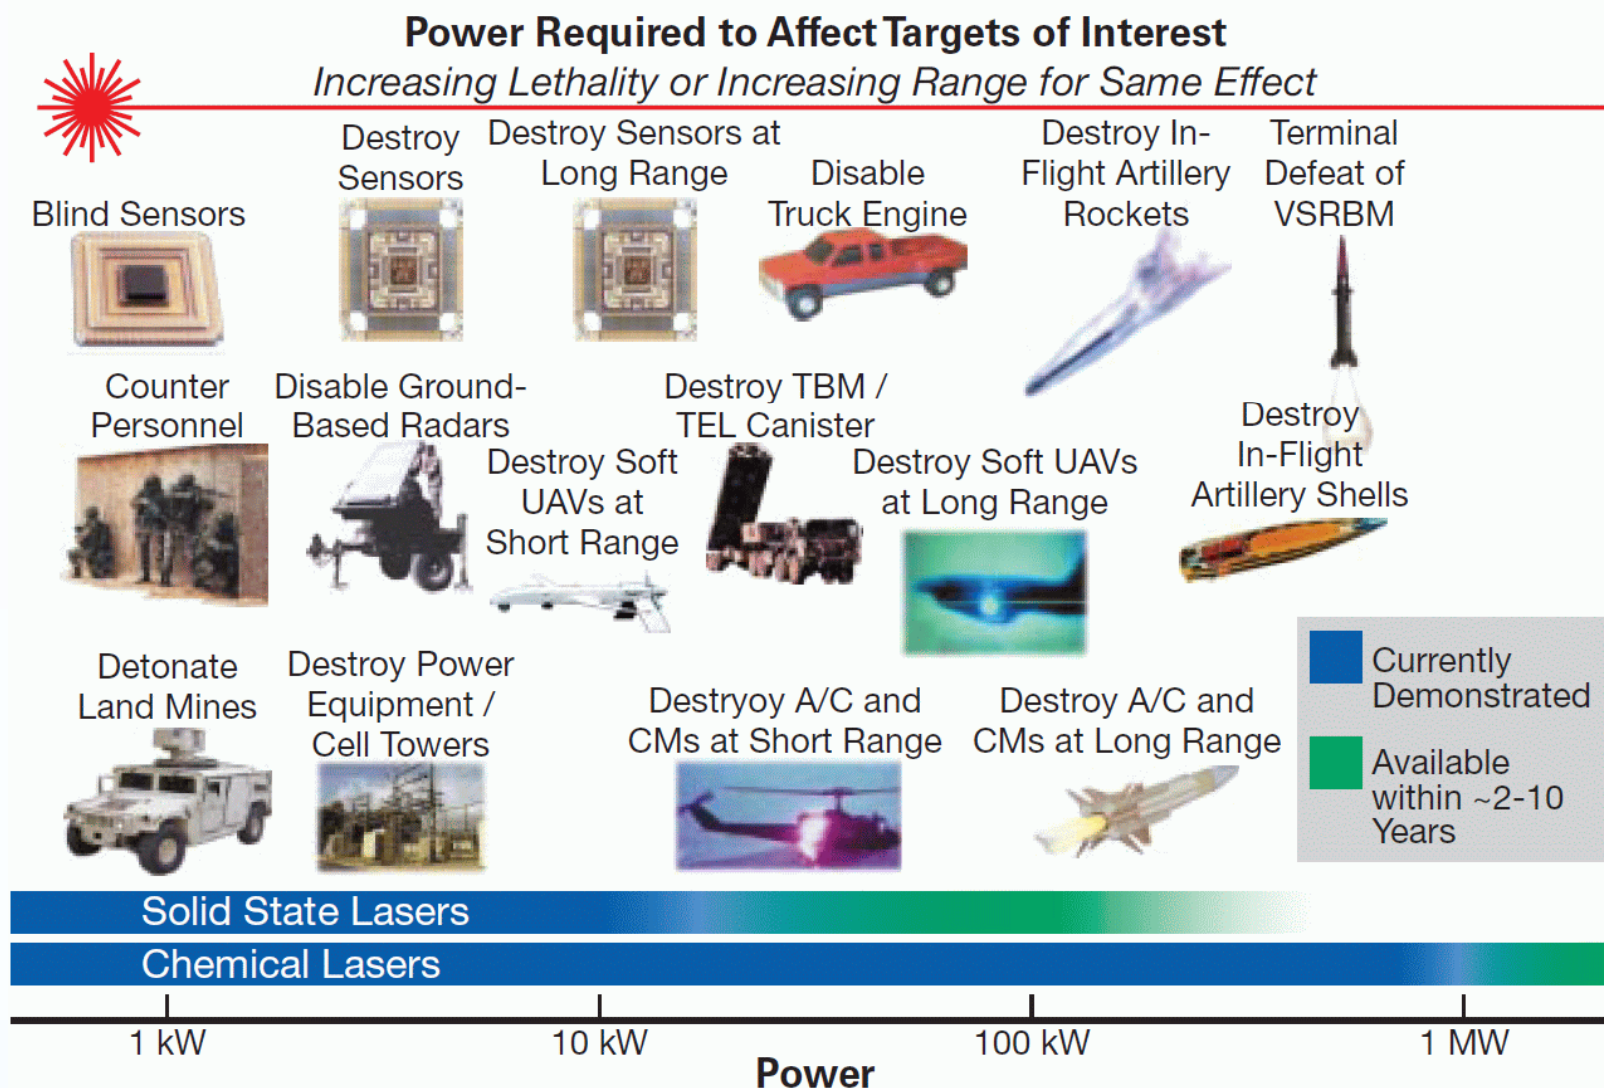 Power Required to Affect Targets of Interest
Increasing Lethality or Increasing Range for Same Effect
Blind Sensors
Destroy
Sensors
Destroy Sensors at
Long Range
Disable
Truck Engine
Destroy In-
Flight Artillery
Rockets
Terminal
Defeat of
VSRBM
Counter
Personnel
Disable Ground-
Based Radars
Destroy Soft
UAVs at
Short Range
Destroy TBM /
TEL Canister
Destroy Soft UAVs
at Long Range
Destroy
In-Flight
Artillery Shells
Detonate
Land Mines
Destroy Power
Equipment /
Cell Towers
Destryoy A/C and
CMs at Short Range
Destroy A/C and
CMs at Long Range
Currently
Demonstrated
Available
within ~2-10
Years
Solid State Lasers
Chemical Lasers
1 kW
10 kW
100 kW
1 MW
Power